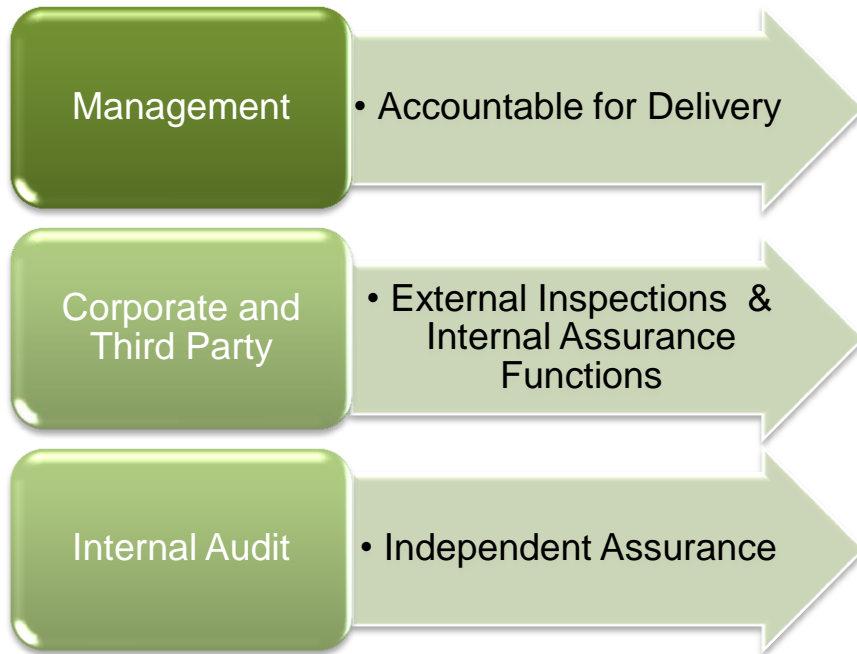 Management
• Accountable for Delivery
Corporate and
Third Party
• External Inspections &
Internal Assurance
Functions
Internal Audit
• Independent Assurance